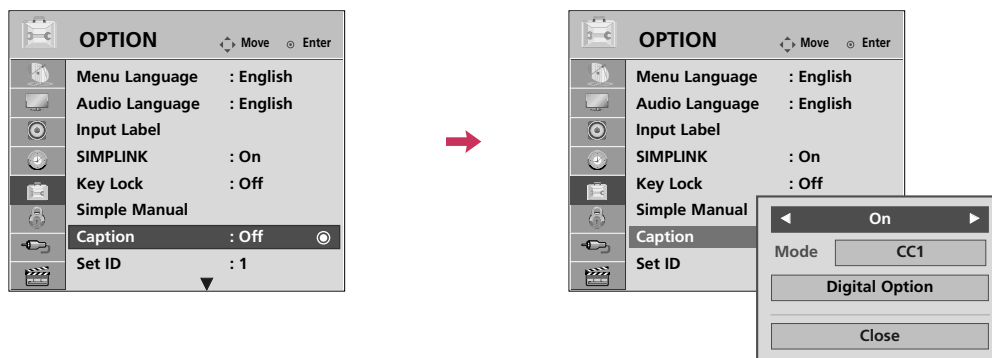 OPTION Move Enter
Menu Language : English
Audio Language : English
Input Label
SIMPLINK : On
Key Lock : Off
Simple Manual
Caption : Off
Set ID : 1
OPTION Move Enter
Menu Language : English
Audio Language : English
Input Label
SIMPLINK : On
Key Lock : Off
Simple Manual
Caption
Set ID
On
Mode CC1
Digital Option
Close